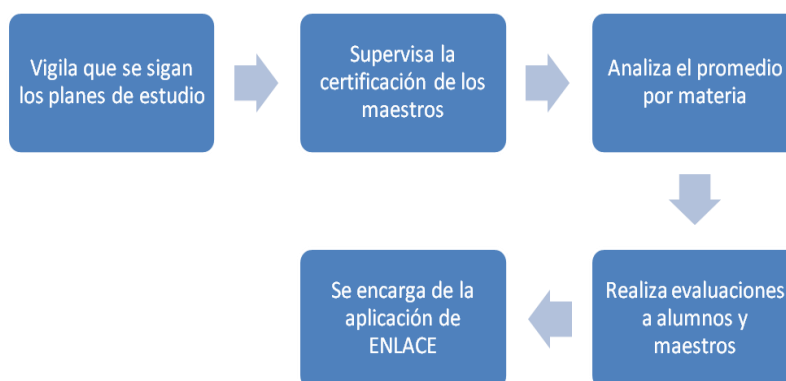 Vigila que se sigan
los planes de estudio
Supervisa la
certificación de los
maestros
Analiza el promedio
por materia
Realiza evaluaciones
a alumnos y
maestros
Se encarga de la
aplicación de
ENLACE